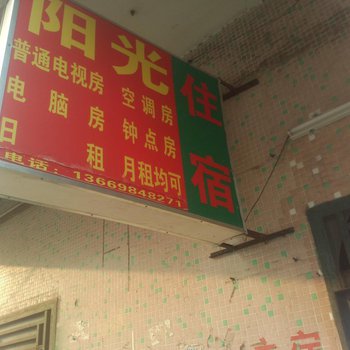 阳光
住宿
普通电视房 空调房
电脑房 钟点房
日租 月租均可
电话:13669848271
宿